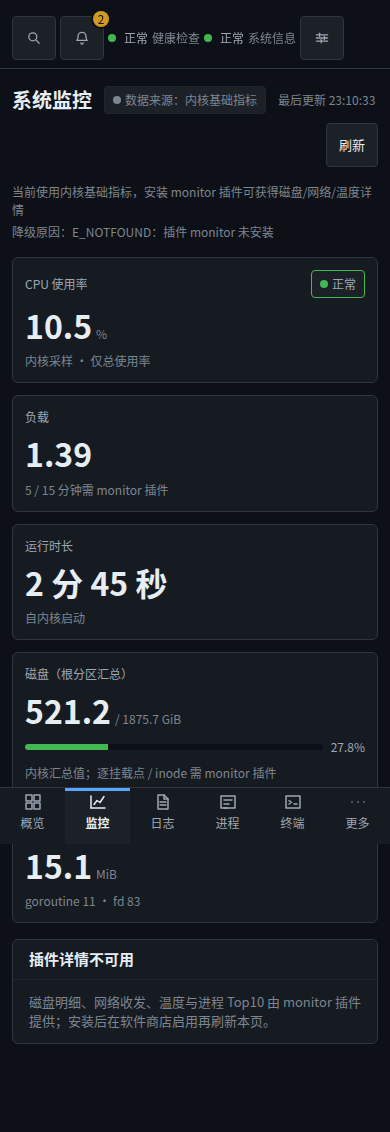 2
正常 健康检查 正常 系统信息
系统监控 数据来源：内核基础指标 最后更新 23:10:33
刷新
当前使用内核基础指标，安装 monitor 插件可获得磁盘/网络/温度详
情
降级原因：E_NOTFOUND：插件 monitor 未安装
CPU 使用率 正常
10.5 %
内核采样 · 仅总使用率
负载
1.39
5 / 15 分钟需 monitor 插件
运行时长
2 分 45 秒
自内核启动
磁盘（根分区汇总）
521.2 / 1875.7 GiB
27.8%
内核汇总值；逐挂载点 / inode 需 monitor 插件
概览 监控 日志 进程 终端 更多
15.1 MiB
goroutine 11 · fd 83
插件详情不可用
磁盘明细、网络收发、温度与进程 Top10 由 monitor 插件
提供；安装后在软件商店启用再刷新本页。